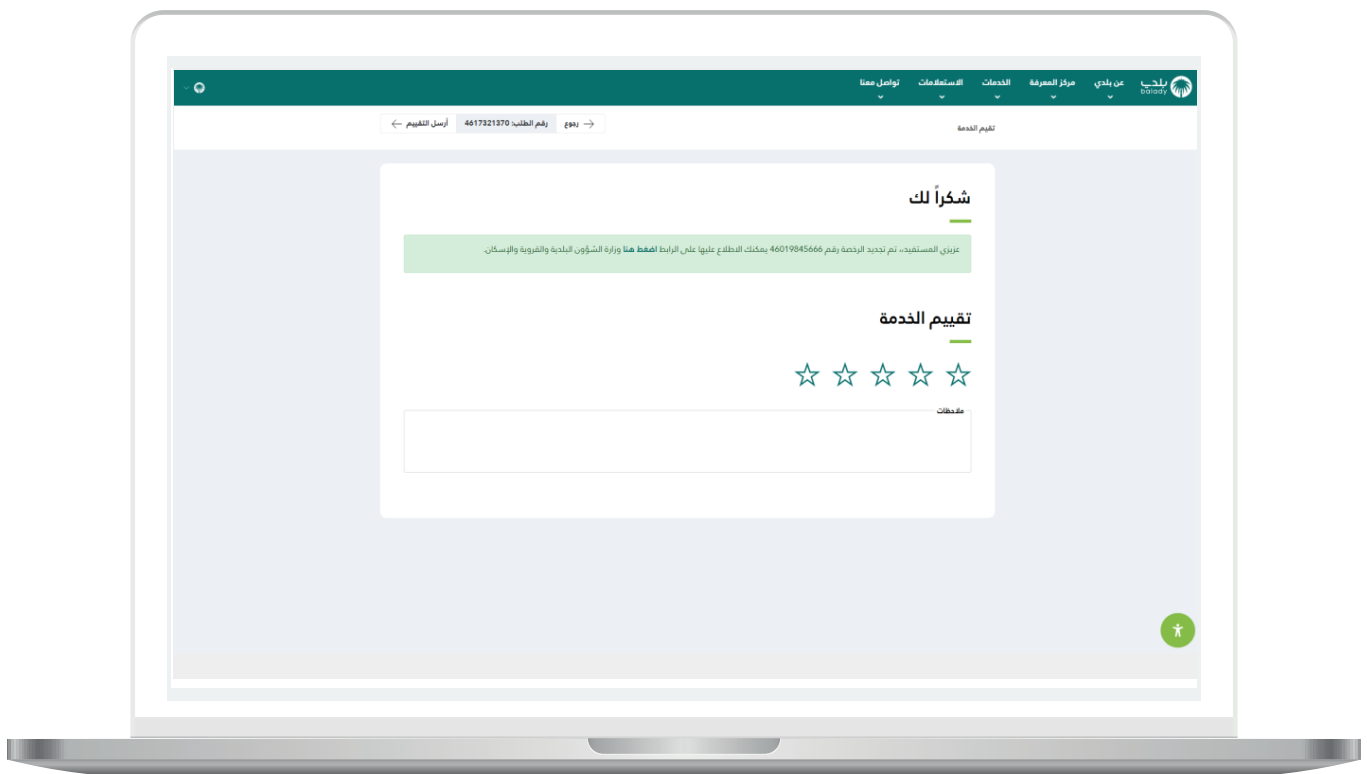 بلدي
balady
عن بلدي
مركز المعرفة
الخدمات
الاستعلامات
تواصل معنا
تقيم الخدمة
رجوع
رقم الطلب: 4617321370
أرسل التقييم
شكراً لك
عزيزي المستفيد،، تم تجديد الرخصة رقم 46019845666 يمكنك الاطلاع عليها على الرابط اضغط هنا وزارة الشؤون البلدية والقروية والإسكان.
تقييم الخدمة
ملاحظات